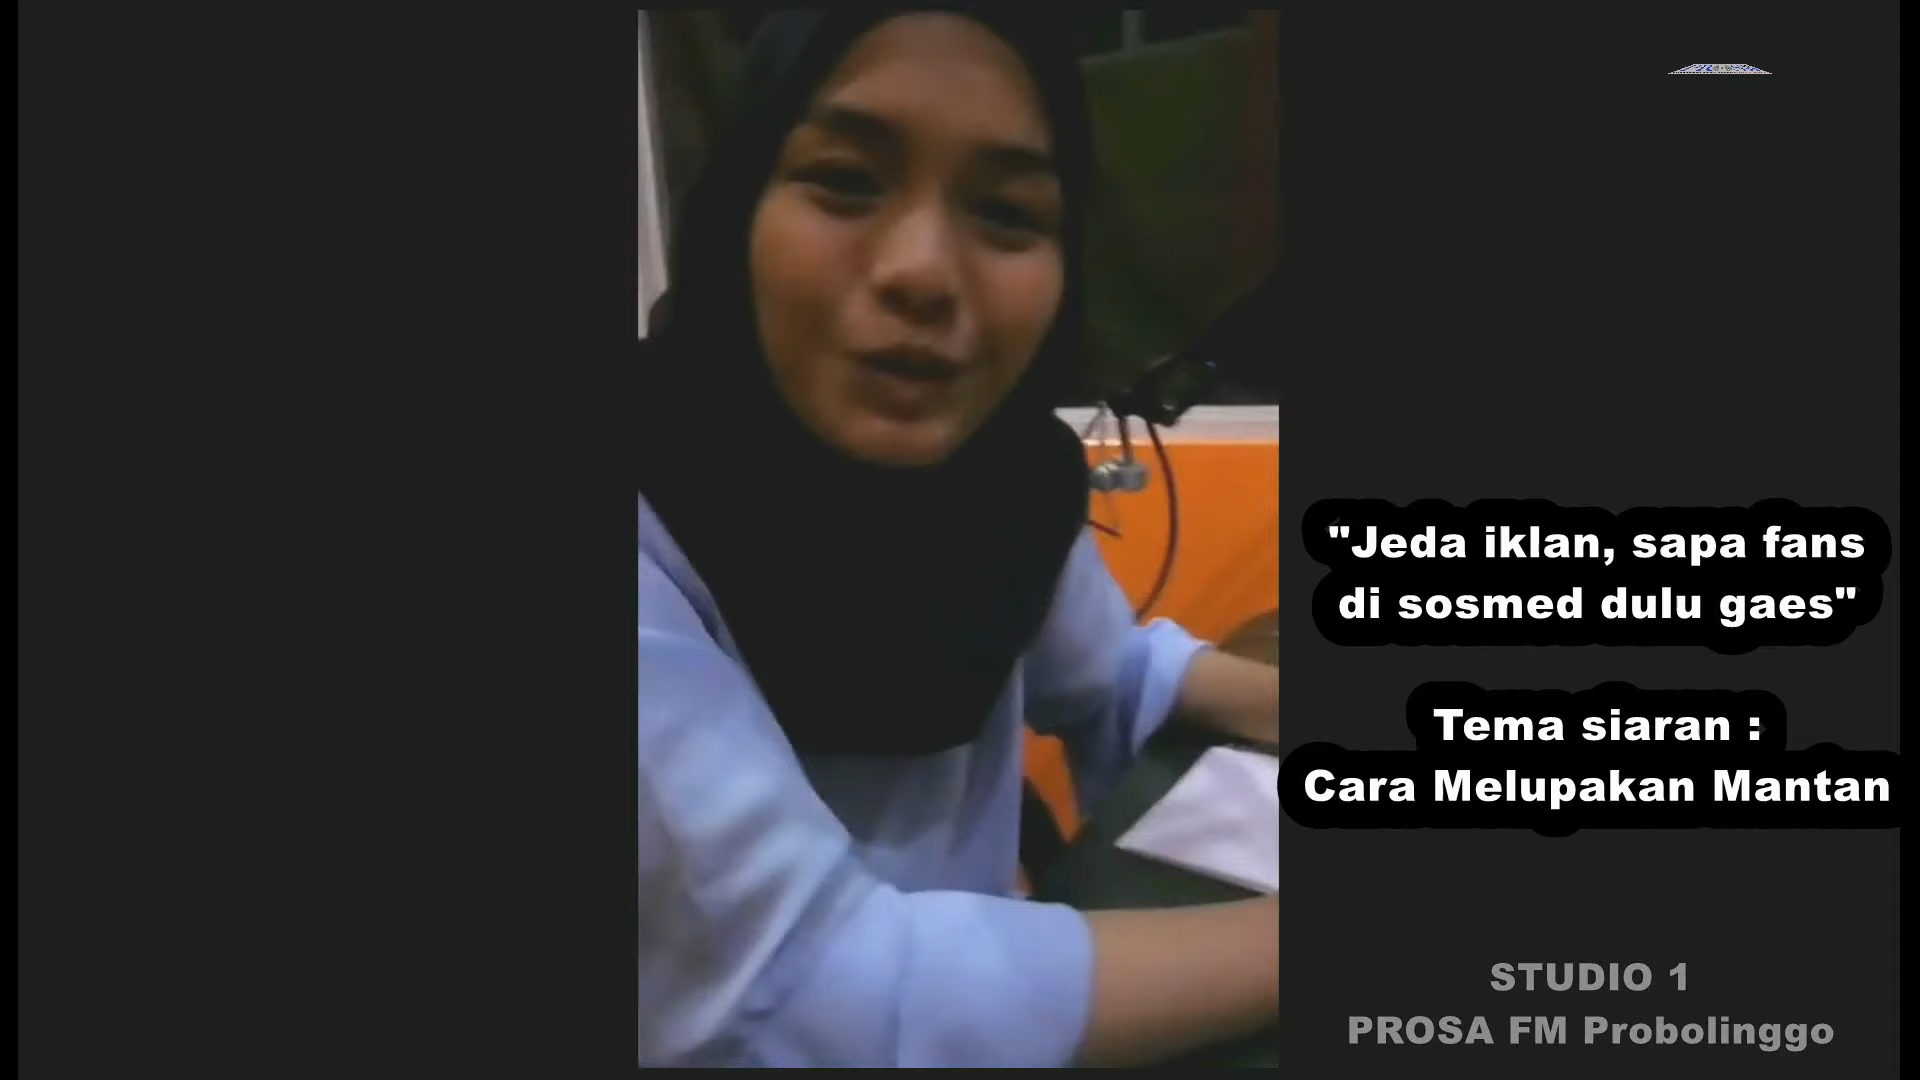 "Jeda iklan, sapa fans
di sosmed dulu gaes"
Tema siaran :
Cara Melupakan Mantan
STUDIO 1
PROSA FM Probolinggo